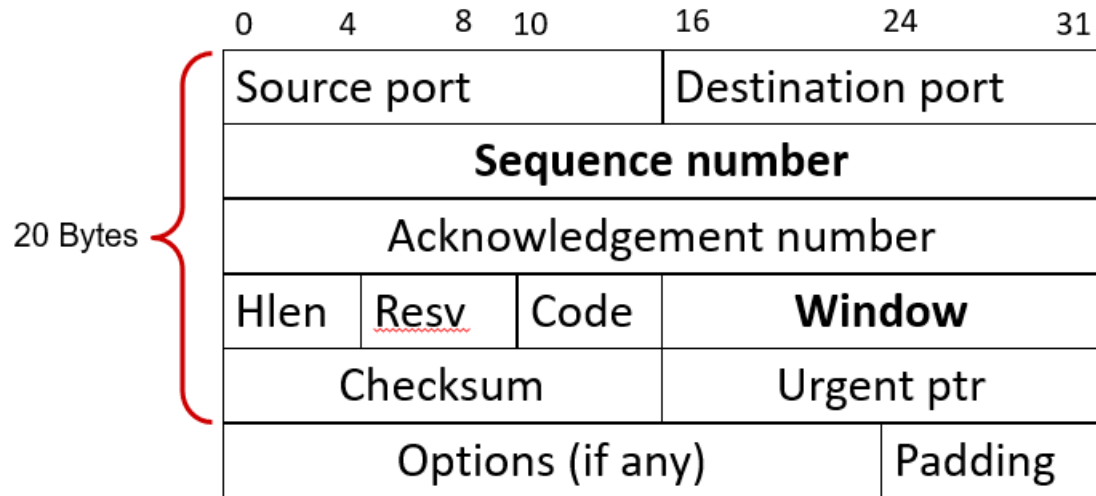 0 4 8 10 16 24 31
Source port Destination port
Sequence number
20 Bytes
Acknowledgement number
Hlen Resv Code Window
Checksum Urgent ptr
Options (if any) Padding